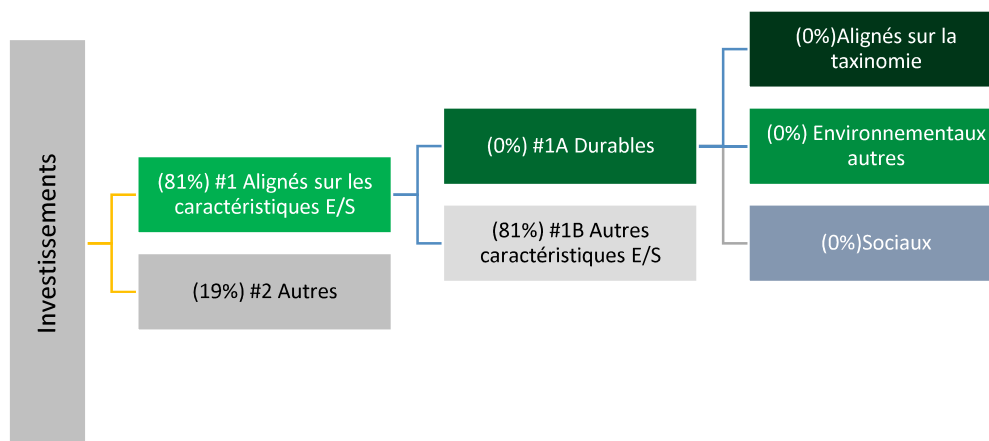 Investissements
(81%) #1 Alignés sur les
caractéristiques E/S
(19%) #2 Autres
(0%) #1A Durables
(81%) #1B Autres
caractéristiques E/S
(0%)Alignés sur la
taxinomie
(0%) Environnementaux
autres
(0%)Sociaux